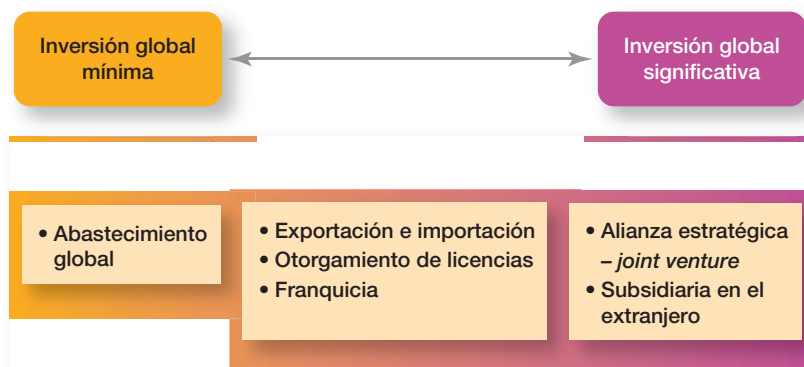 Inversión global
mínima
Inversión global
significativa
• Abastecimiento
global
• Exportación e importación
• Otorgamiento de licencias
• Franquicia
• Alianza estratégica
– joint venture
• Subsidiaria en el
extranjero